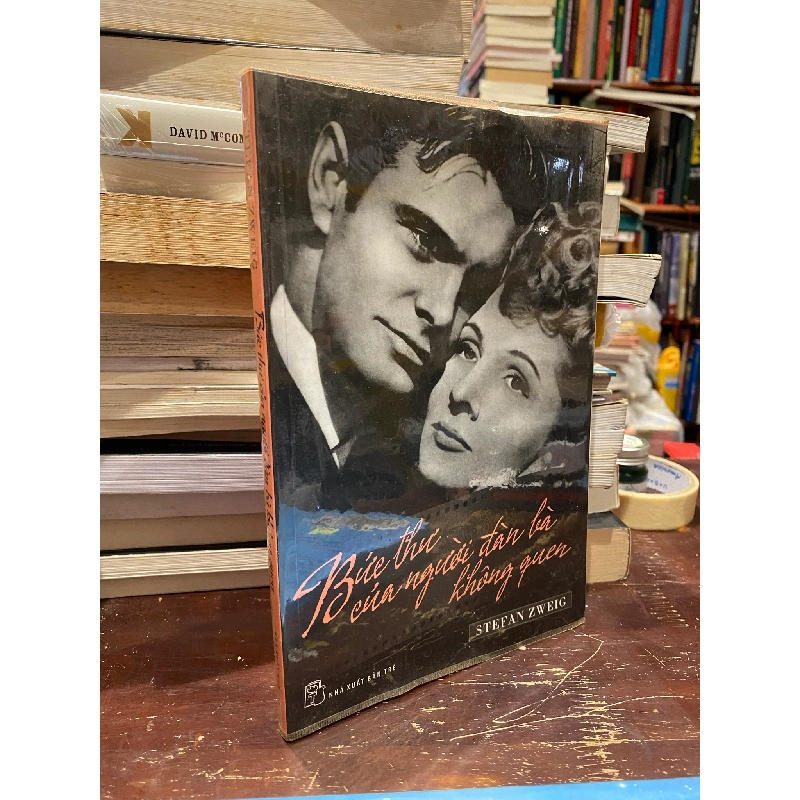 DAVID McCON
Bức thư
của người đàn bà
không quen
STEFAN ZWEIG
NHÀ XUẤT BẢN TRẺ